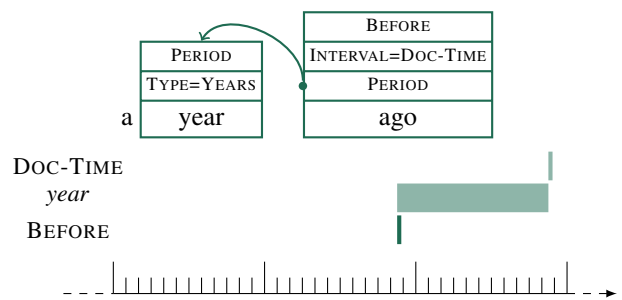 BEFORE
PERIOD
INTERVAL=DOC-TIME
TYPE=YEARS
PERIOD
a year
ago
DOC-TIME
year
BEFORE